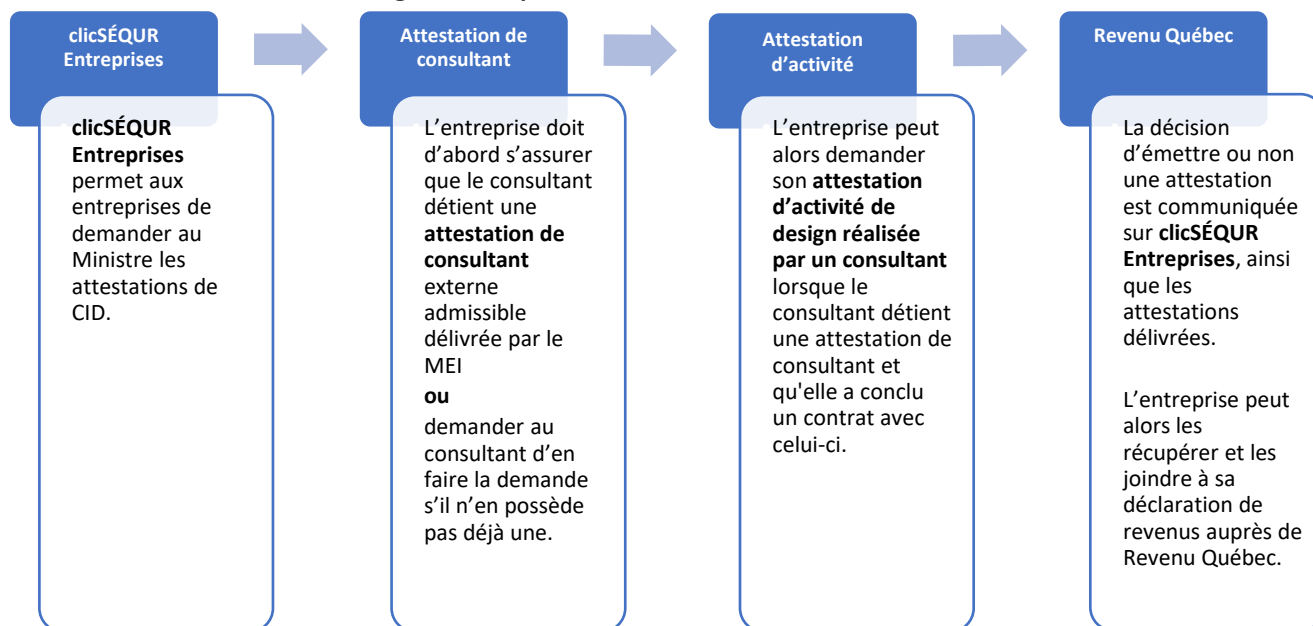 clicSÉQUR
Entreprises
clicSÉQUR
Entreprises
permet aux
entreprises de
demander au
Ministre les
attestations de
CID.
Attestation de
consultant
L’entreprise doit
d’abord s’assurer
que le consultant
détient une
attestation de
consultant
externe
admissible
délivrée par le
MEI
ou
demander au
consultant d’en
faire la demande
s’il n’en possède
pas déjà une.
Attestation
d’activité
L’entreprise peut
alors demander
son attestation
d’activité de
design réalisée
par un consultant
lorsque le
consultant détient
une attestation de
consultant et
qu'elle a conclu
un contrat avec
celui-ci.
Revenu Québec
La décision
d’émettre ou non
une attestation
est communiquée
sur clicSÉQUR
Entreprises, ainsi
que les
attestations
délivrées.
L’entreprise peut
alors les
récupérer et les
joindre à sa
déclaration de
revenus auprès de
Revenu Québec.